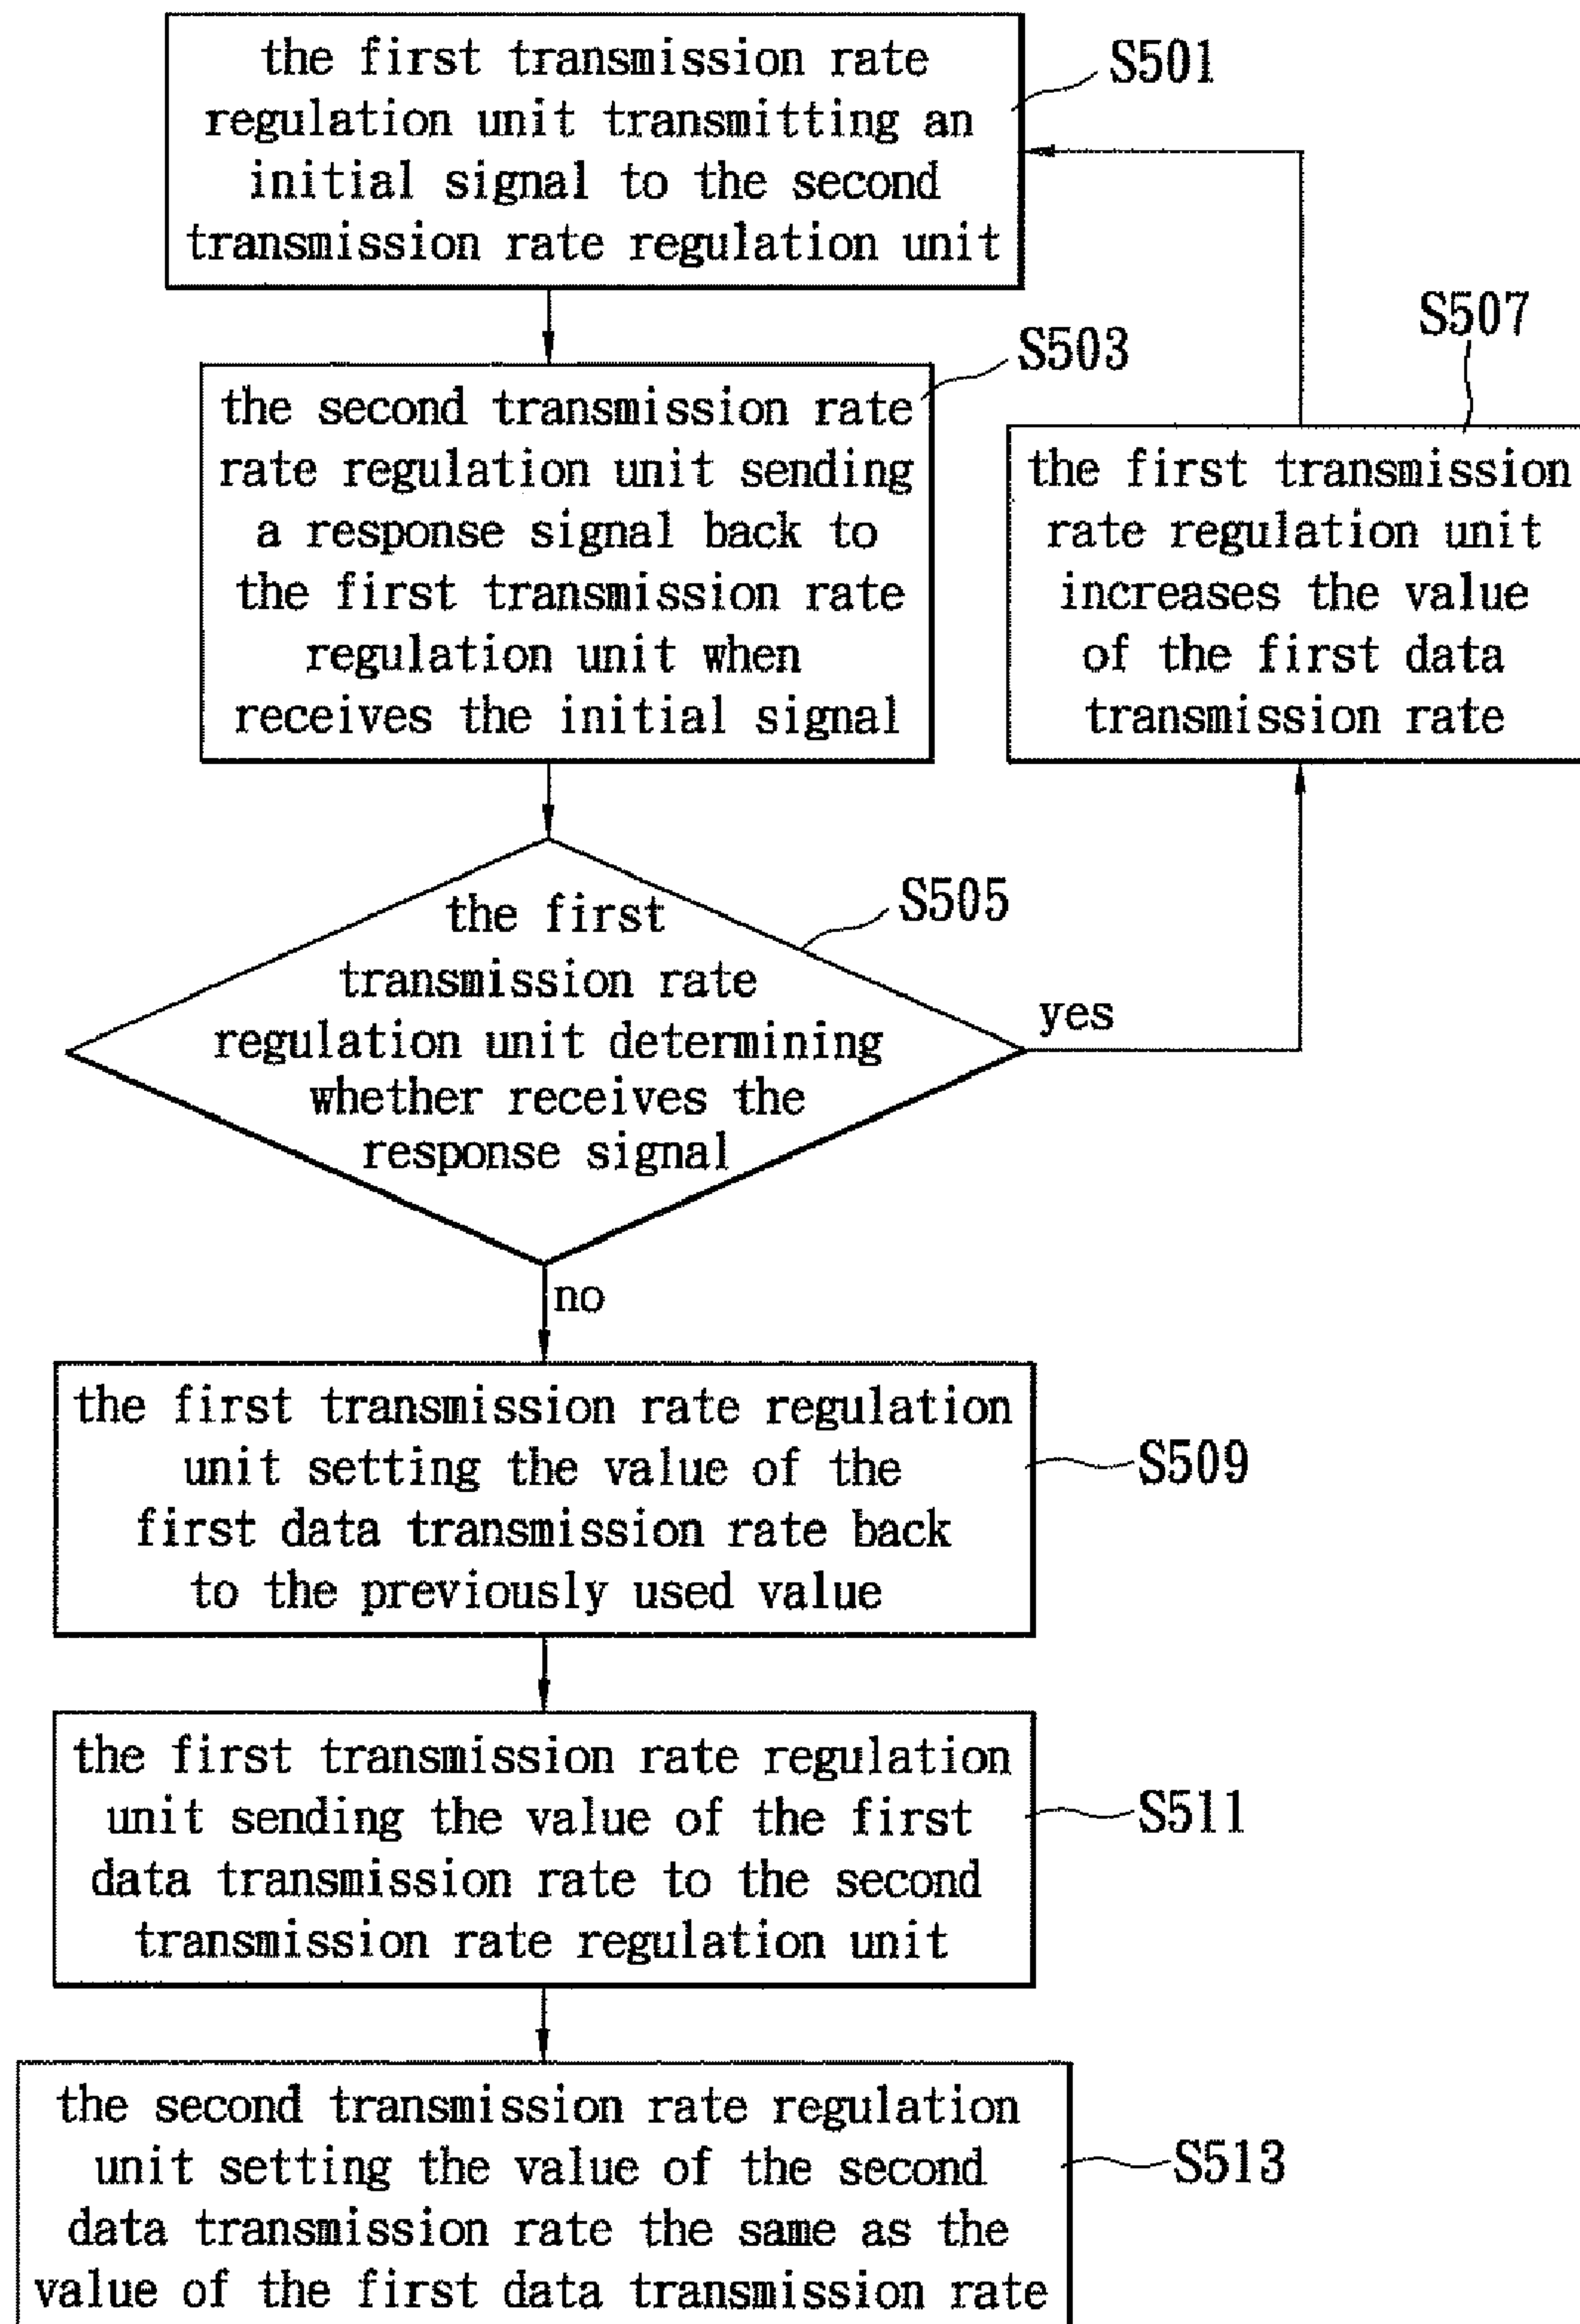 the first transmission rate
regulation unit transmitting an
initial signal to the second
transmission rate regulation unit
S501
S507
S503
the second transmission rate
rate regulation unit sending
a response signal back to
the first transmission rate
regulation unit when
receives the initial signal
the first transmission
rate regulation unit
increases the value
of the first data
transmission rate
the first
transmission rate
regulation unit determining
whether receives the
response signal
S505
yes
no
the first transmission rate regulation
unit setting the value of the
first data transmission rate back
to the previously used value
S509
the first transmission rate regulation
unit sending the value of the first
data transmission rate to the second
transmission rate regulation unit
S511
the second transmission rate regulation
unit setting the value of the second
data transmission rate the same as the
value of the first data transmission rate
S513